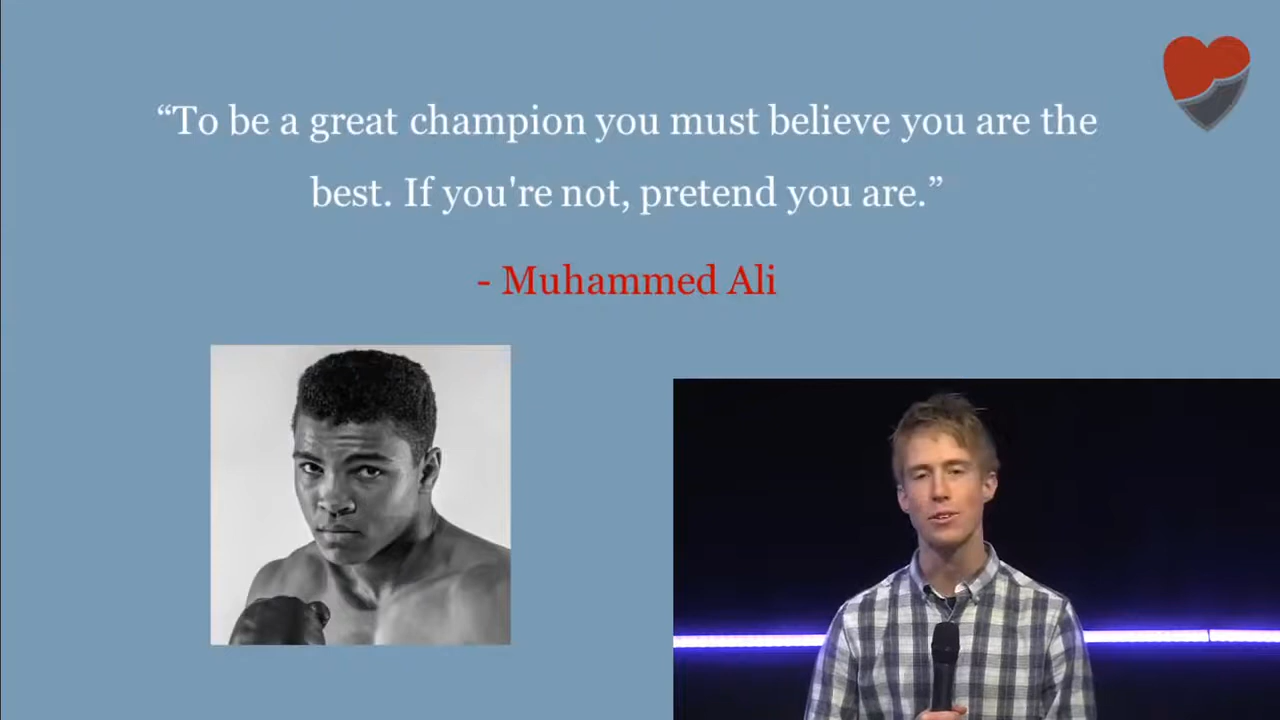 “To be a great champion you must believe you are the
best. If you're not, pretend you are.”
- Muhammed Ali